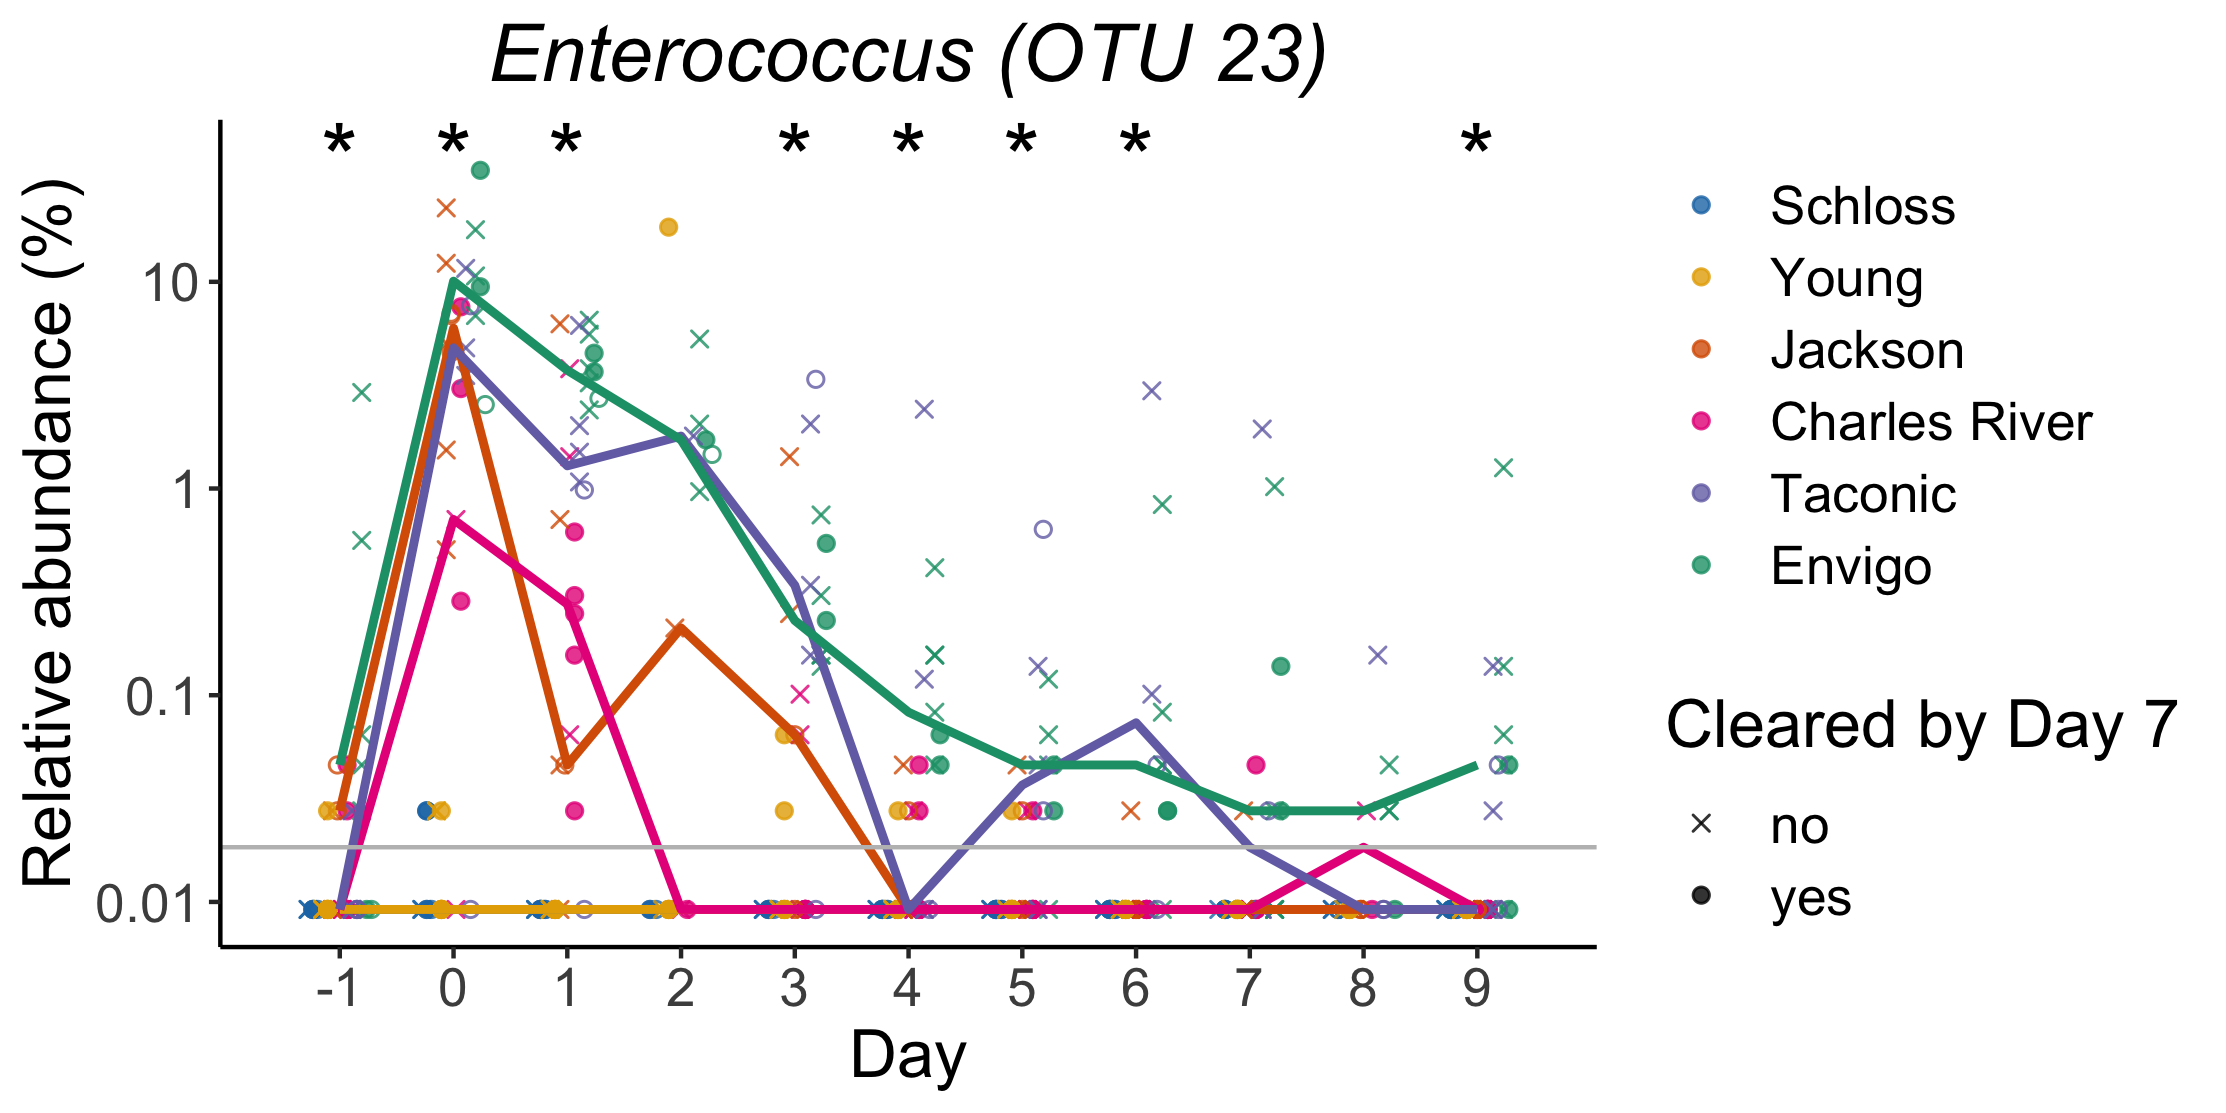 Enterococcus (OTU 23)
* * * * * * * *
Relative abundance (%)
10
1
0.1
0.01
-1 0 1 2 3 4 5 6 7 8 9
Day
Schloss
Young
Jackson
Charles River
Taconic
Envigo
Cleared by Day 7
no
yes